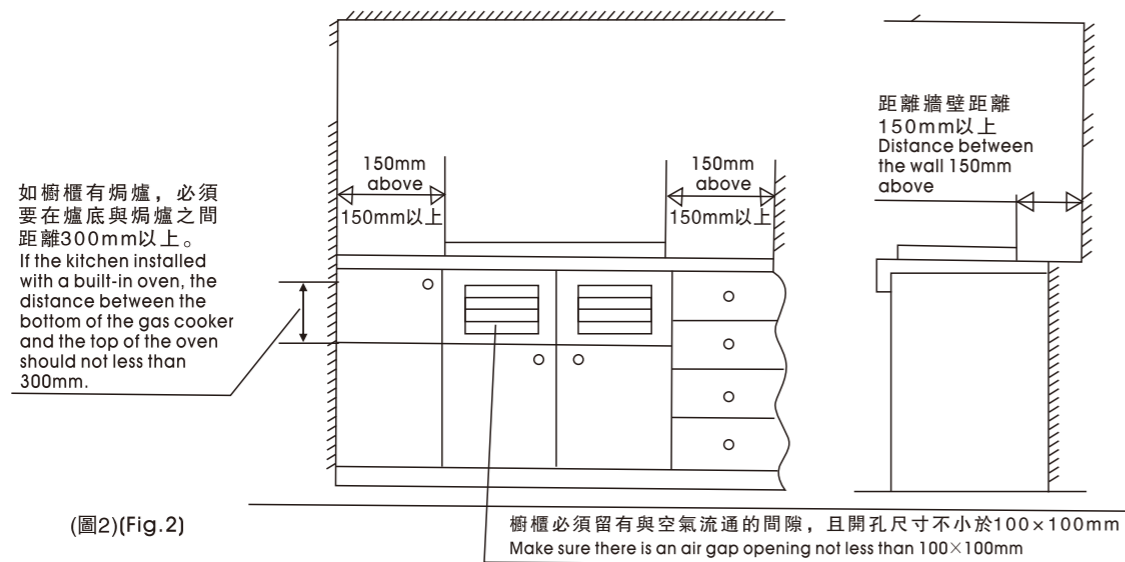 150mm
above
150mm以上
150mm
above
150mm以上
距離牆壁距離
150mm以上
Distance between
the wall 150mm
above
如櫥櫃有焗爐，必須
要在爐底與焗爐之間
距離300mm以上。
If the kitchen installed
with a built-in oven, the
distance between the
bottom of the gas cooker
and the top of the oven
should not less than
300mm.
(圖2)(Fig.2)
櫥櫃必須留有與空氣流通的間隙，且開孔尺寸不小於100×100mm
Make sure there is an air gap opening not less than 100×100mm